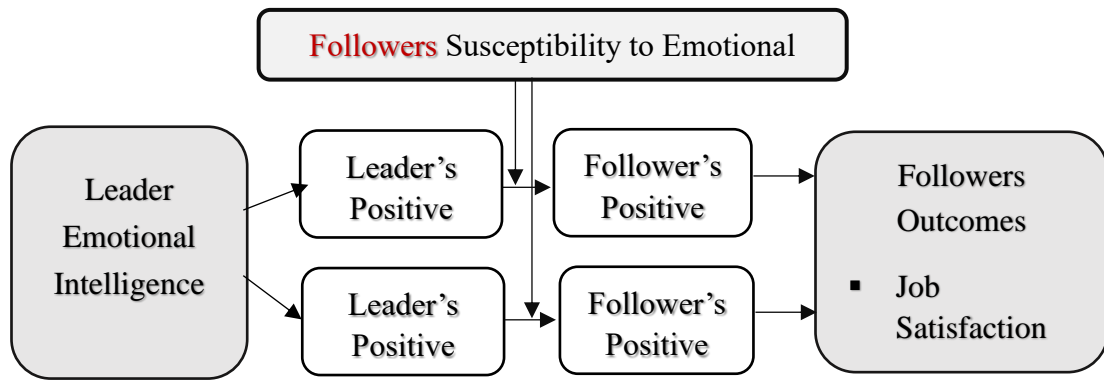 Followers Susceptibility to Emotional
Leader
Emotional
Intelligence
Leader’s
Positive
Follower’s
Positive
Leader’s
Positive
Follower’s
Positive
Followers
Outcomes
▪ Job
Satisfaction